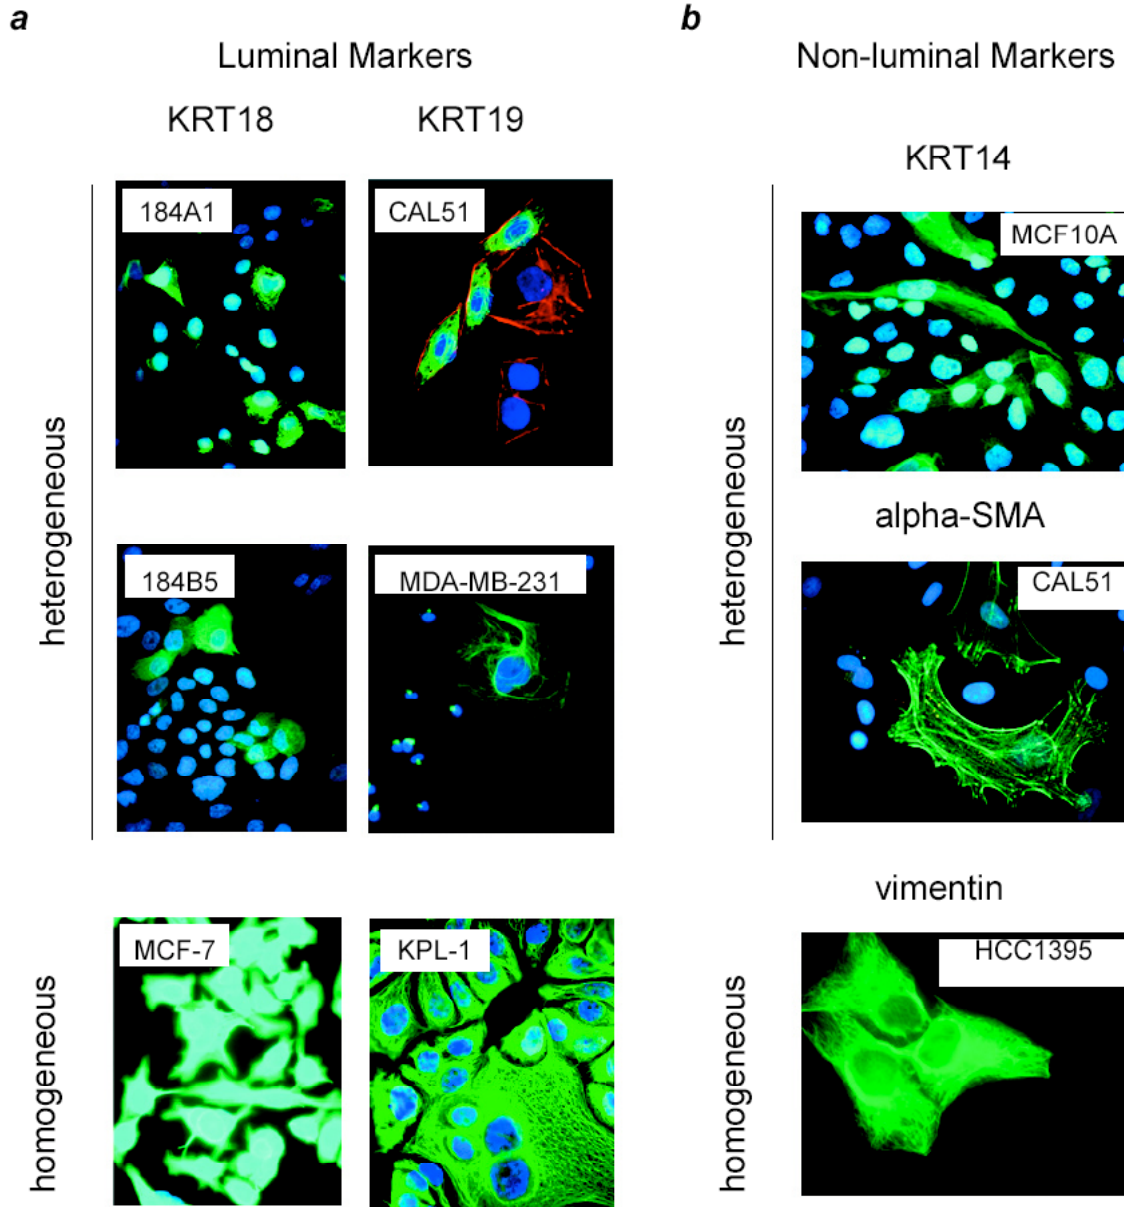 a
Luminal Markers
KRT18
KRT19
184A1
CAL51
heterogeneous
184B5
MDA-MB-231
MCF-7
KPL-1
homogeneous
b
Non-luminal Markers
KRT14
MCF10A
heterogeneous
alpha-SMA
CAL51
vimentin
HCC1395
homogeneous